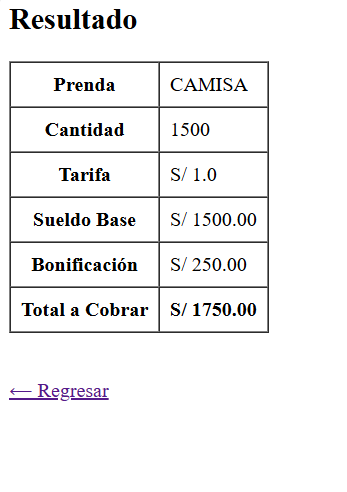 Resultado
Prenda CAMISA
Cantidad 1500
Tarifa S/ 1.0
Sueldo Base S/ 1500.00
Bonificación S/ 250.00
Total a Cobrar S/ 1750.00
⟵ Regresar